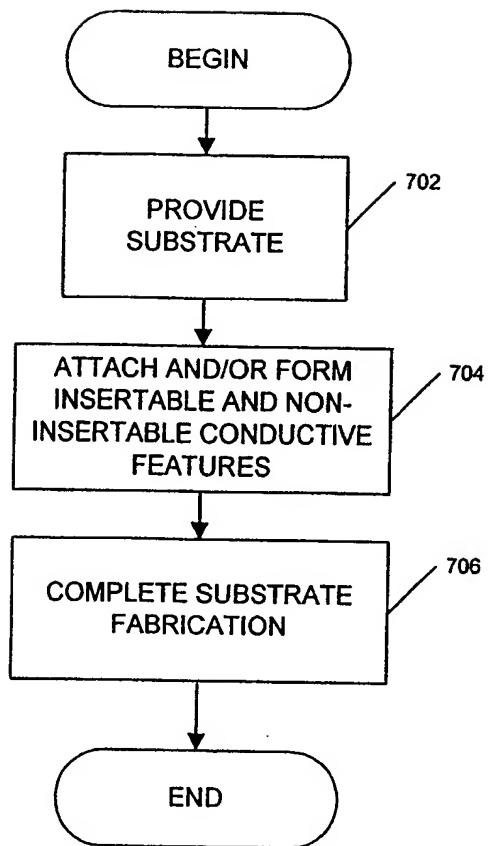 BEGIN
702
PROVIDE
SUBSTRATE
ATTACH AND/OR FORM
INSERTABLE AND NON-
INSERTABLE CONDUCTIVE
FEATURES
704
COMPLETE SUBSTRATE
FABRICATION
706
END